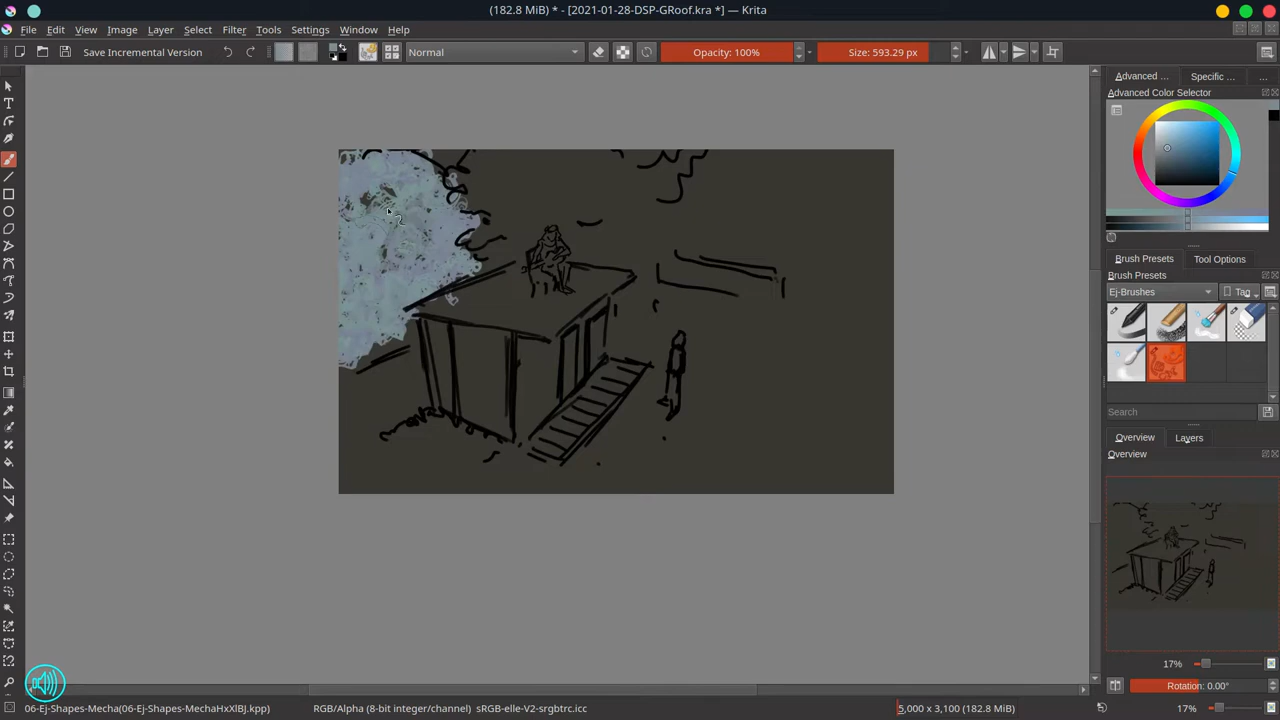 (182.8 MiB) * - [2021-01-28-DSP-GRoof.kra *] — Krita
File Edit View Image Layer Select Filter Tools Settings Window Help
Save Incremental Version Normal Opacity: 100% Size: 593.29 px
Advanced ... Specific ... ...
Advanced Color Selector
Brush Presets Tool Options
Brush Presets
Ej-Brushes Tag
Search
Overview Layers
Overview
17%
Rotation: 0.00°
06-Ej-Shapes-Mecha(06-Ej-Shapes-MechaHxXlBJ.kpp) RGB/Alpha (8-bit integer/channel) sRGB-elle-V2-srgbtrc.icc 5,000 x 3,100 (182.8 MiB) 17%